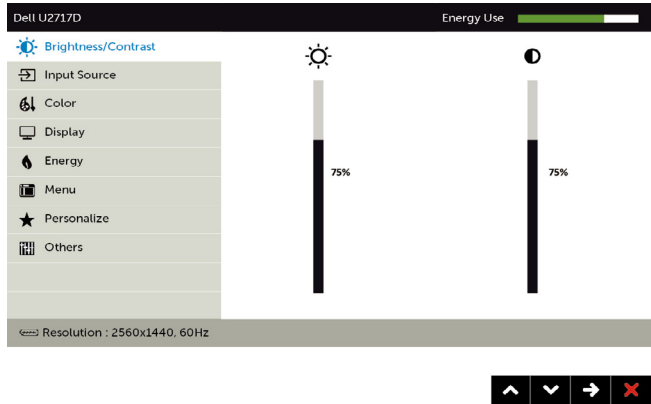 Dell U2717D
Energy Use
Brightness/Contrast
Input Source
Color
Display
Energy
Menu
Personalize
Others
75%
75%
Resolution : 2560x1440, 60Hz